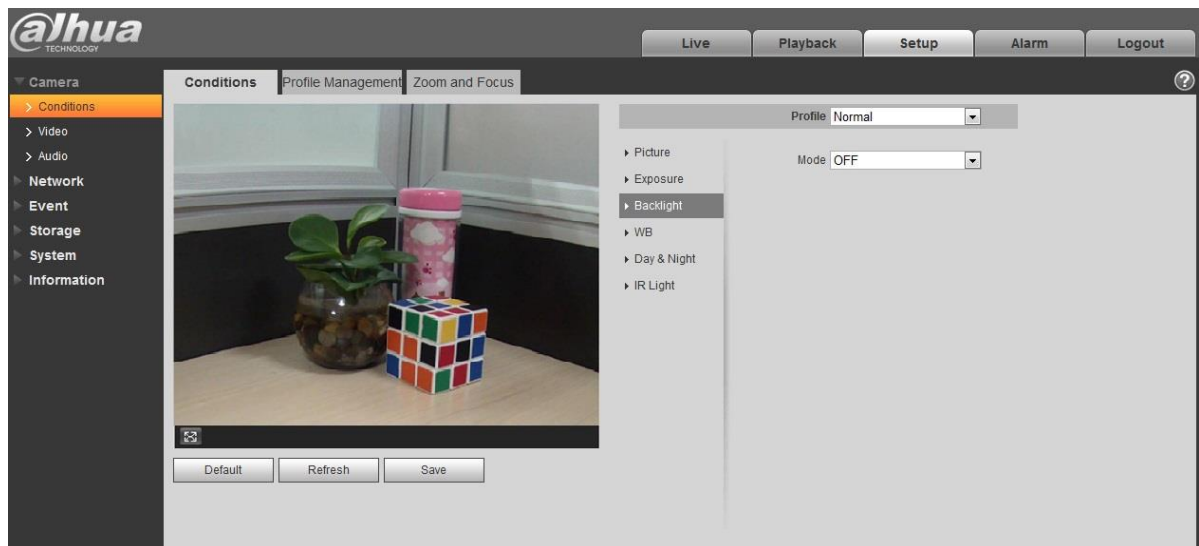 alhua
TECHNOLOGY
Live
Playback
Setup
Alarm
Logout
Camera
Conditions
Video
Audio
Network
Event
Storage
System
Information
Conditions
Profile Management
Zoom and Focus
?
Profile Normal
Picture
Exposure
Backlight
WB
Day & Night
IR Light
Mode OFF
Default
Refresh
Save